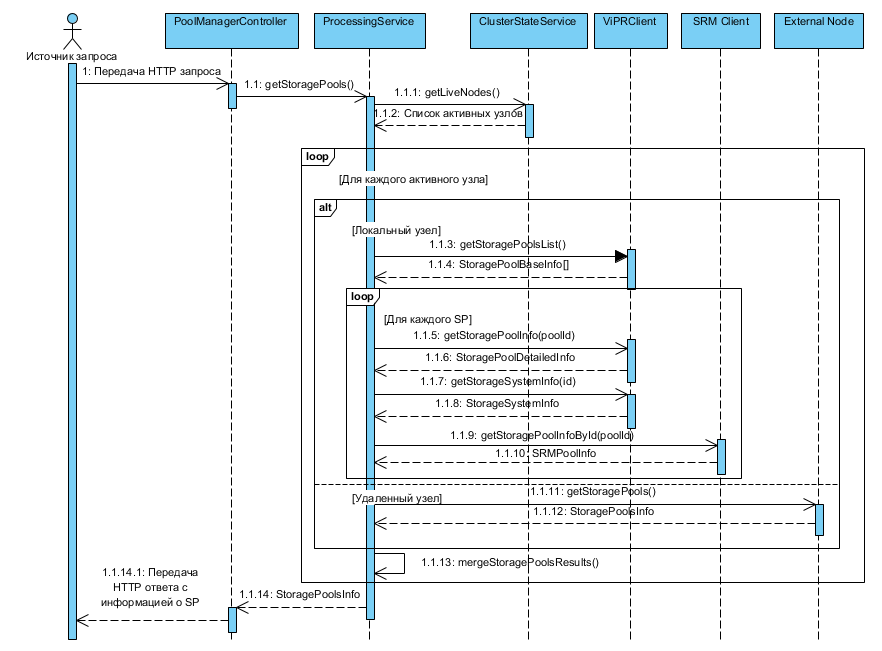 PoolManagerController
ProcessingService
ClusterStateService
ViPRClient
SRM Client
External Node
Источник запроса
1: Передача HTTP запроса
1.1: getStoragePools()
1.1.1: getLiveNodes()
1.1.2: Список активных узлов
loop
[Для каждого активного узла]
alt
[Локальный узел]
1.1.3: getStoragePoolsList()
1.1.4: StoragePoolBaseInfo[]
loop
[Для каждого SP]
1.1.5: getStoragePoolInfo(poolId)
1.1.6: StoragePoolDetailedInfo
1.1.7: getStorageSystemInfo(id)
1.1.8: StorageSystemInfo
1.1.9: getStoragePoolInfoById(poolId)
1.1.10: SRMPoolInfo
1.1.11: getStoragePools()
[Удаленный узел]
1.1.12: StoragePoolsInfo
1.1.13: mergeStoragePoolsResults()
1.1.14.1: Передача
HTTP ответа с
информацией о SP
1.1.14: StoragePoolsInfo